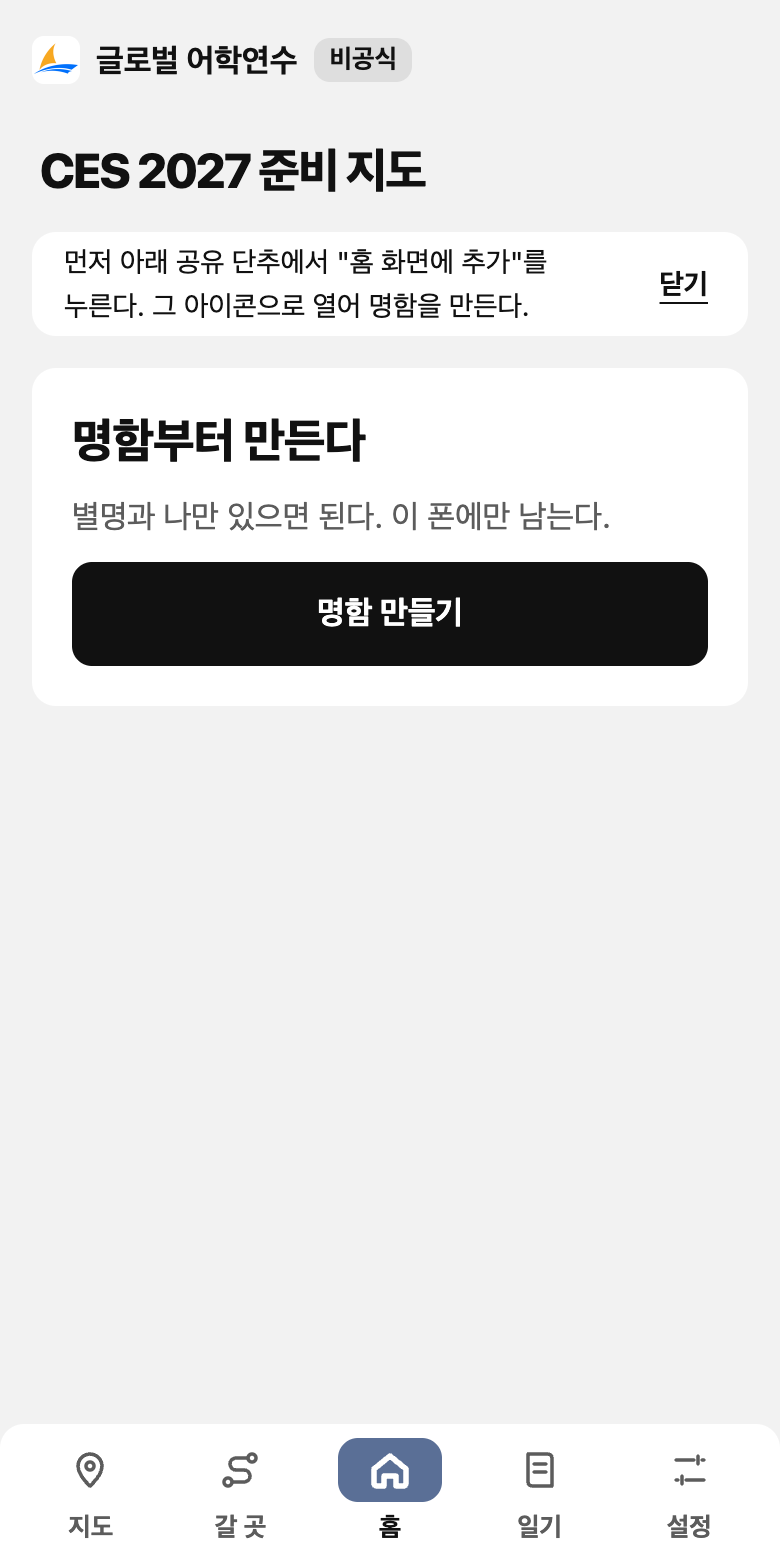 글로벌 어학연수 비공식
CES 2027 준비 지도
먼저 아래 공유 단추에서 "홈 화면에 추가"를
누른다. 그 아이콘으로 열어 명함을 만든다.
닫기
명함부터 만든다
별명과 나만 있으면 된다. 이 폰에만 남는다.
명함 만들기
지도 갈 곳 홈 일기 설정